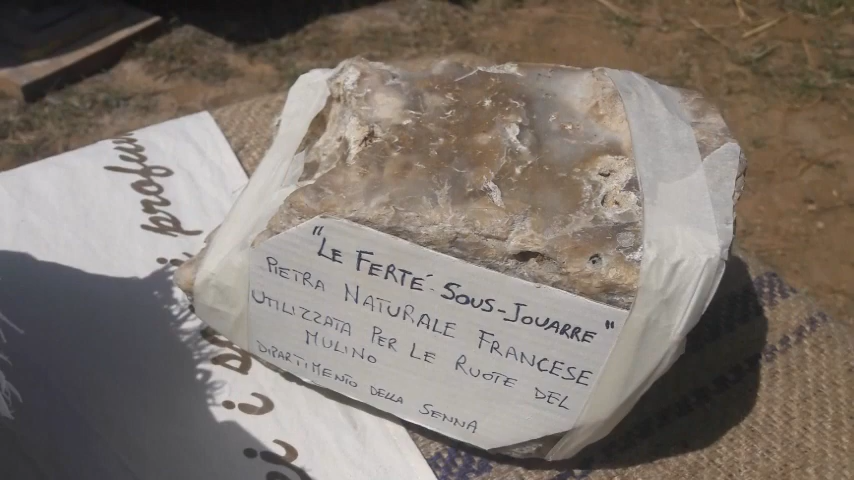 "LE FERTÉ-SOUS-JOUARRE"
PIETRA NATURALE FRANCESE
UTILIZZATA PER LE RUOTE DEL
MULINO
DIPARTIMENTO DELLA SENNA